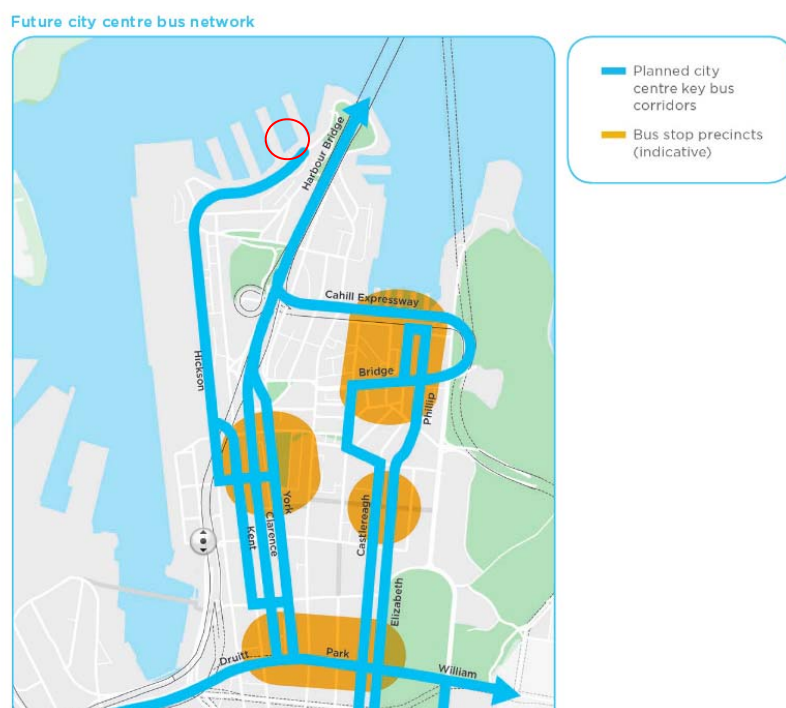 Future city centre bus network
Planned city
centre key bus
corridors
Bus stop precincts
(indicative)
Harbour Bridge
Cahill Expressway
Hickson
Bridge
Phillip
York
Clarence
Kent
Castlereagh
Elizabeth
Druitt
Park
William